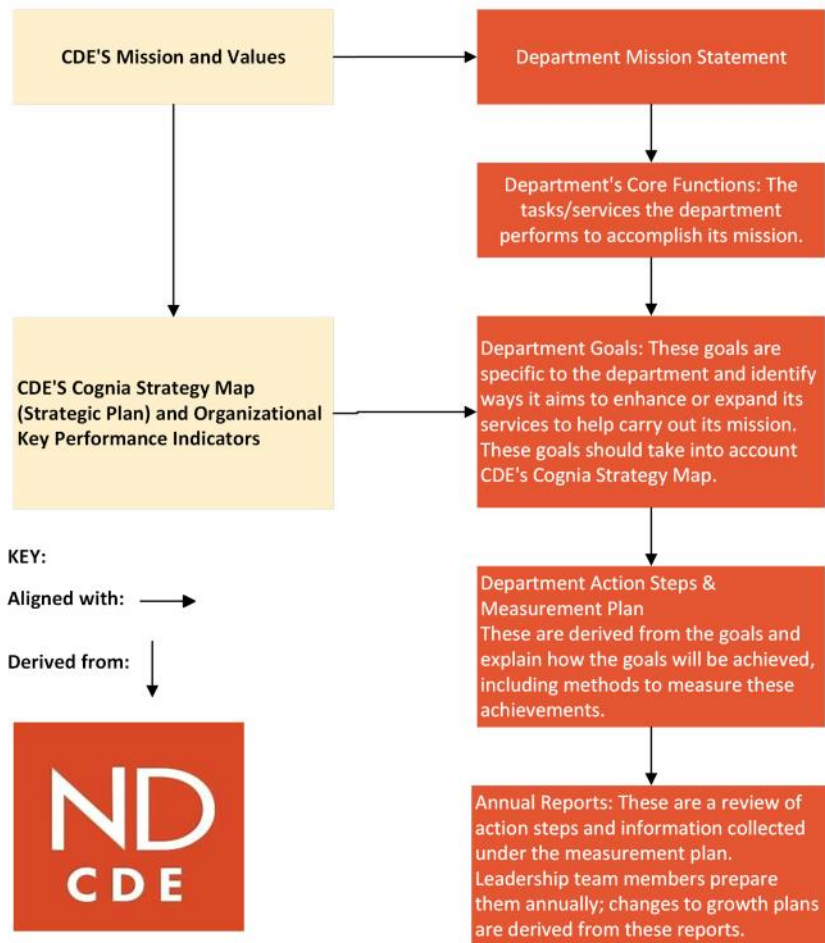 CDE'S Mission and Values
Department Mission Statement
Department's Core Functions: The
tasks/services the department
performs to accomplish its mission.
CDE'S Cognia Strategy Map
(Strategic Plan) and Organizational
Key Performance Indicators
Department Goals: These goals are
specific to the department and identify
ways it aims to enhance or expand its
services to help carry out its mission.
These goals should take into account
CDE's Cognia Strategy Map.
KEY:
Aligned with:
Derived from:
Department Action Steps &
Measurement Plan
These are derived from the goals and
explain how the goals will be achieved,
including methods to measure these
achievements.
ND
CDE
Annual Reports: These are a review of
action steps and information collected
under the measurement plan.
Leadership team members prepare
them annually; changes to growth plans
are derived from these reports.